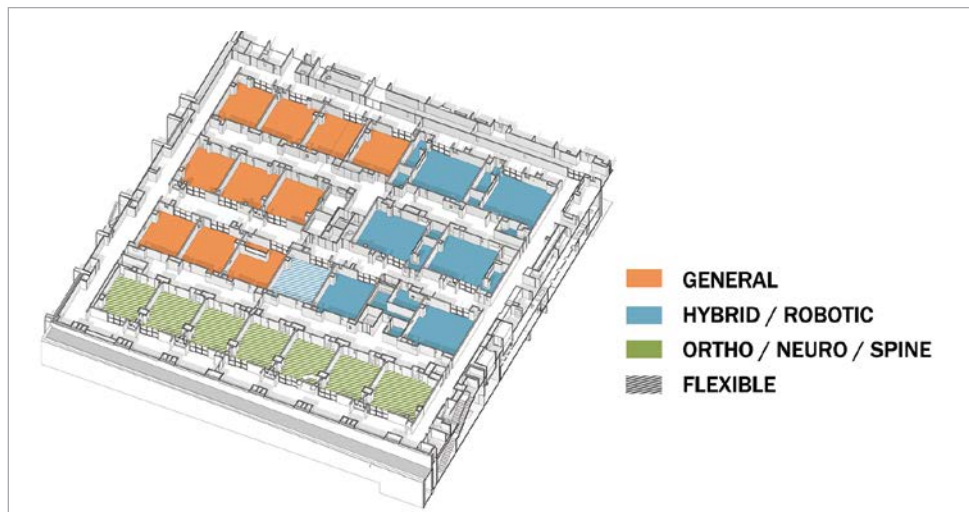 GENERAL
HYBRID / ROBOTIC
ORTHO / NEURO / SPINE
FLEXIBLE